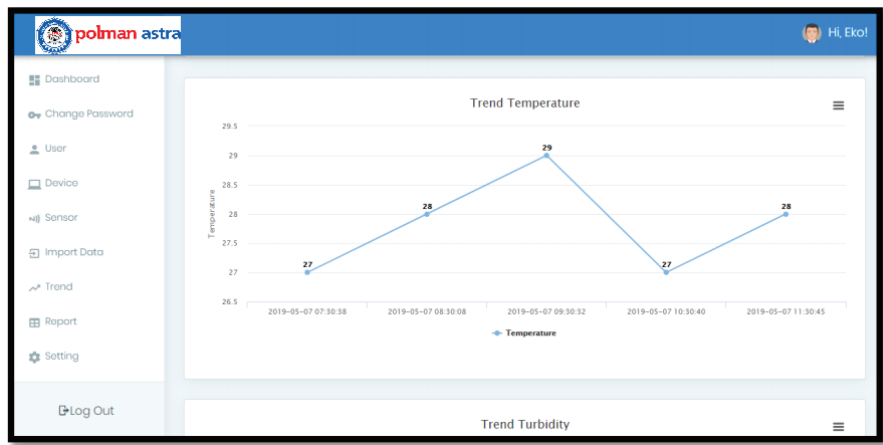 polman astra
Hi, Eko!
Dashboard
Change Password
User
Device
Sensor
Import Data
Trend
Report
Setting
Log Out
Trend Temperature
29.5
29
28.5
28
27.5
27
26.5
Temperature
27
28
29
27
28
2019-05-07 07:30:38
2019-05-07 08:30:08
2019-05-07 09:30:32
2019-05-07 10:30:40
2019-05-07 11:30:45
Temperature
Trend Turbidity